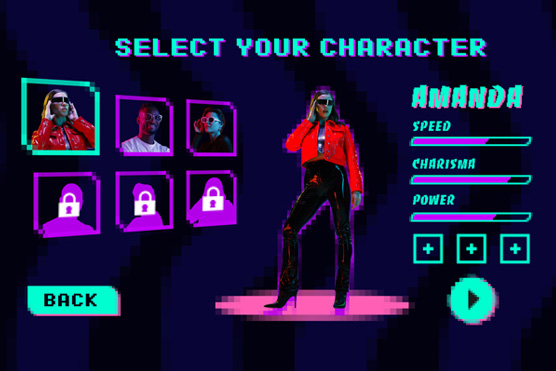 SELECT YOUR CHARACTER
AMANDA
SPEED
CHARISMA
POWER
BACK